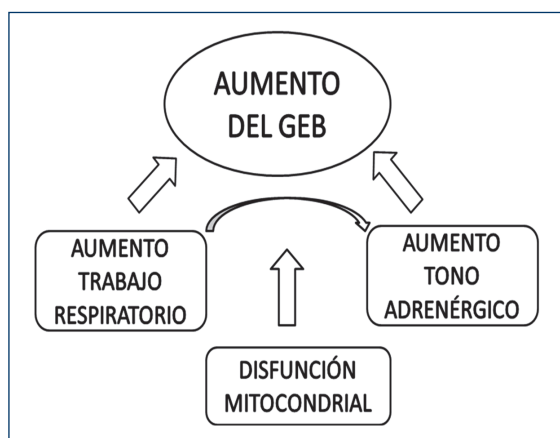 AUMENTO
DEL GEB
AUMENTO
TRABAJO
RESPIRATORIO
AUMENTO
TONO
ADRENÉRGICO
DISFUNCIÓN
MITOCONDRIAL